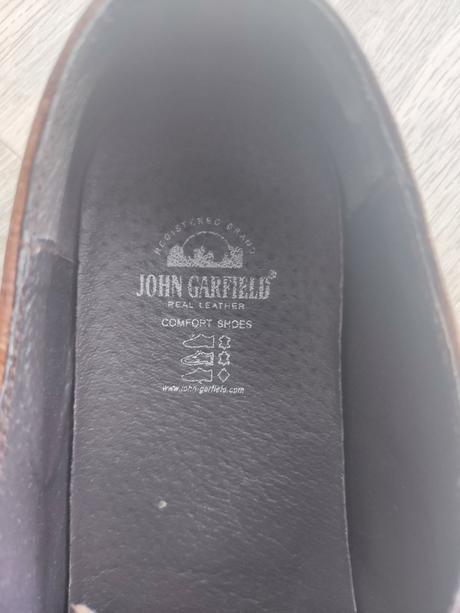 REGISTERED BRAND
JOHN GARFIELD®
REAL LEATHER
COMFORT SHOES
www.john-garfield.com